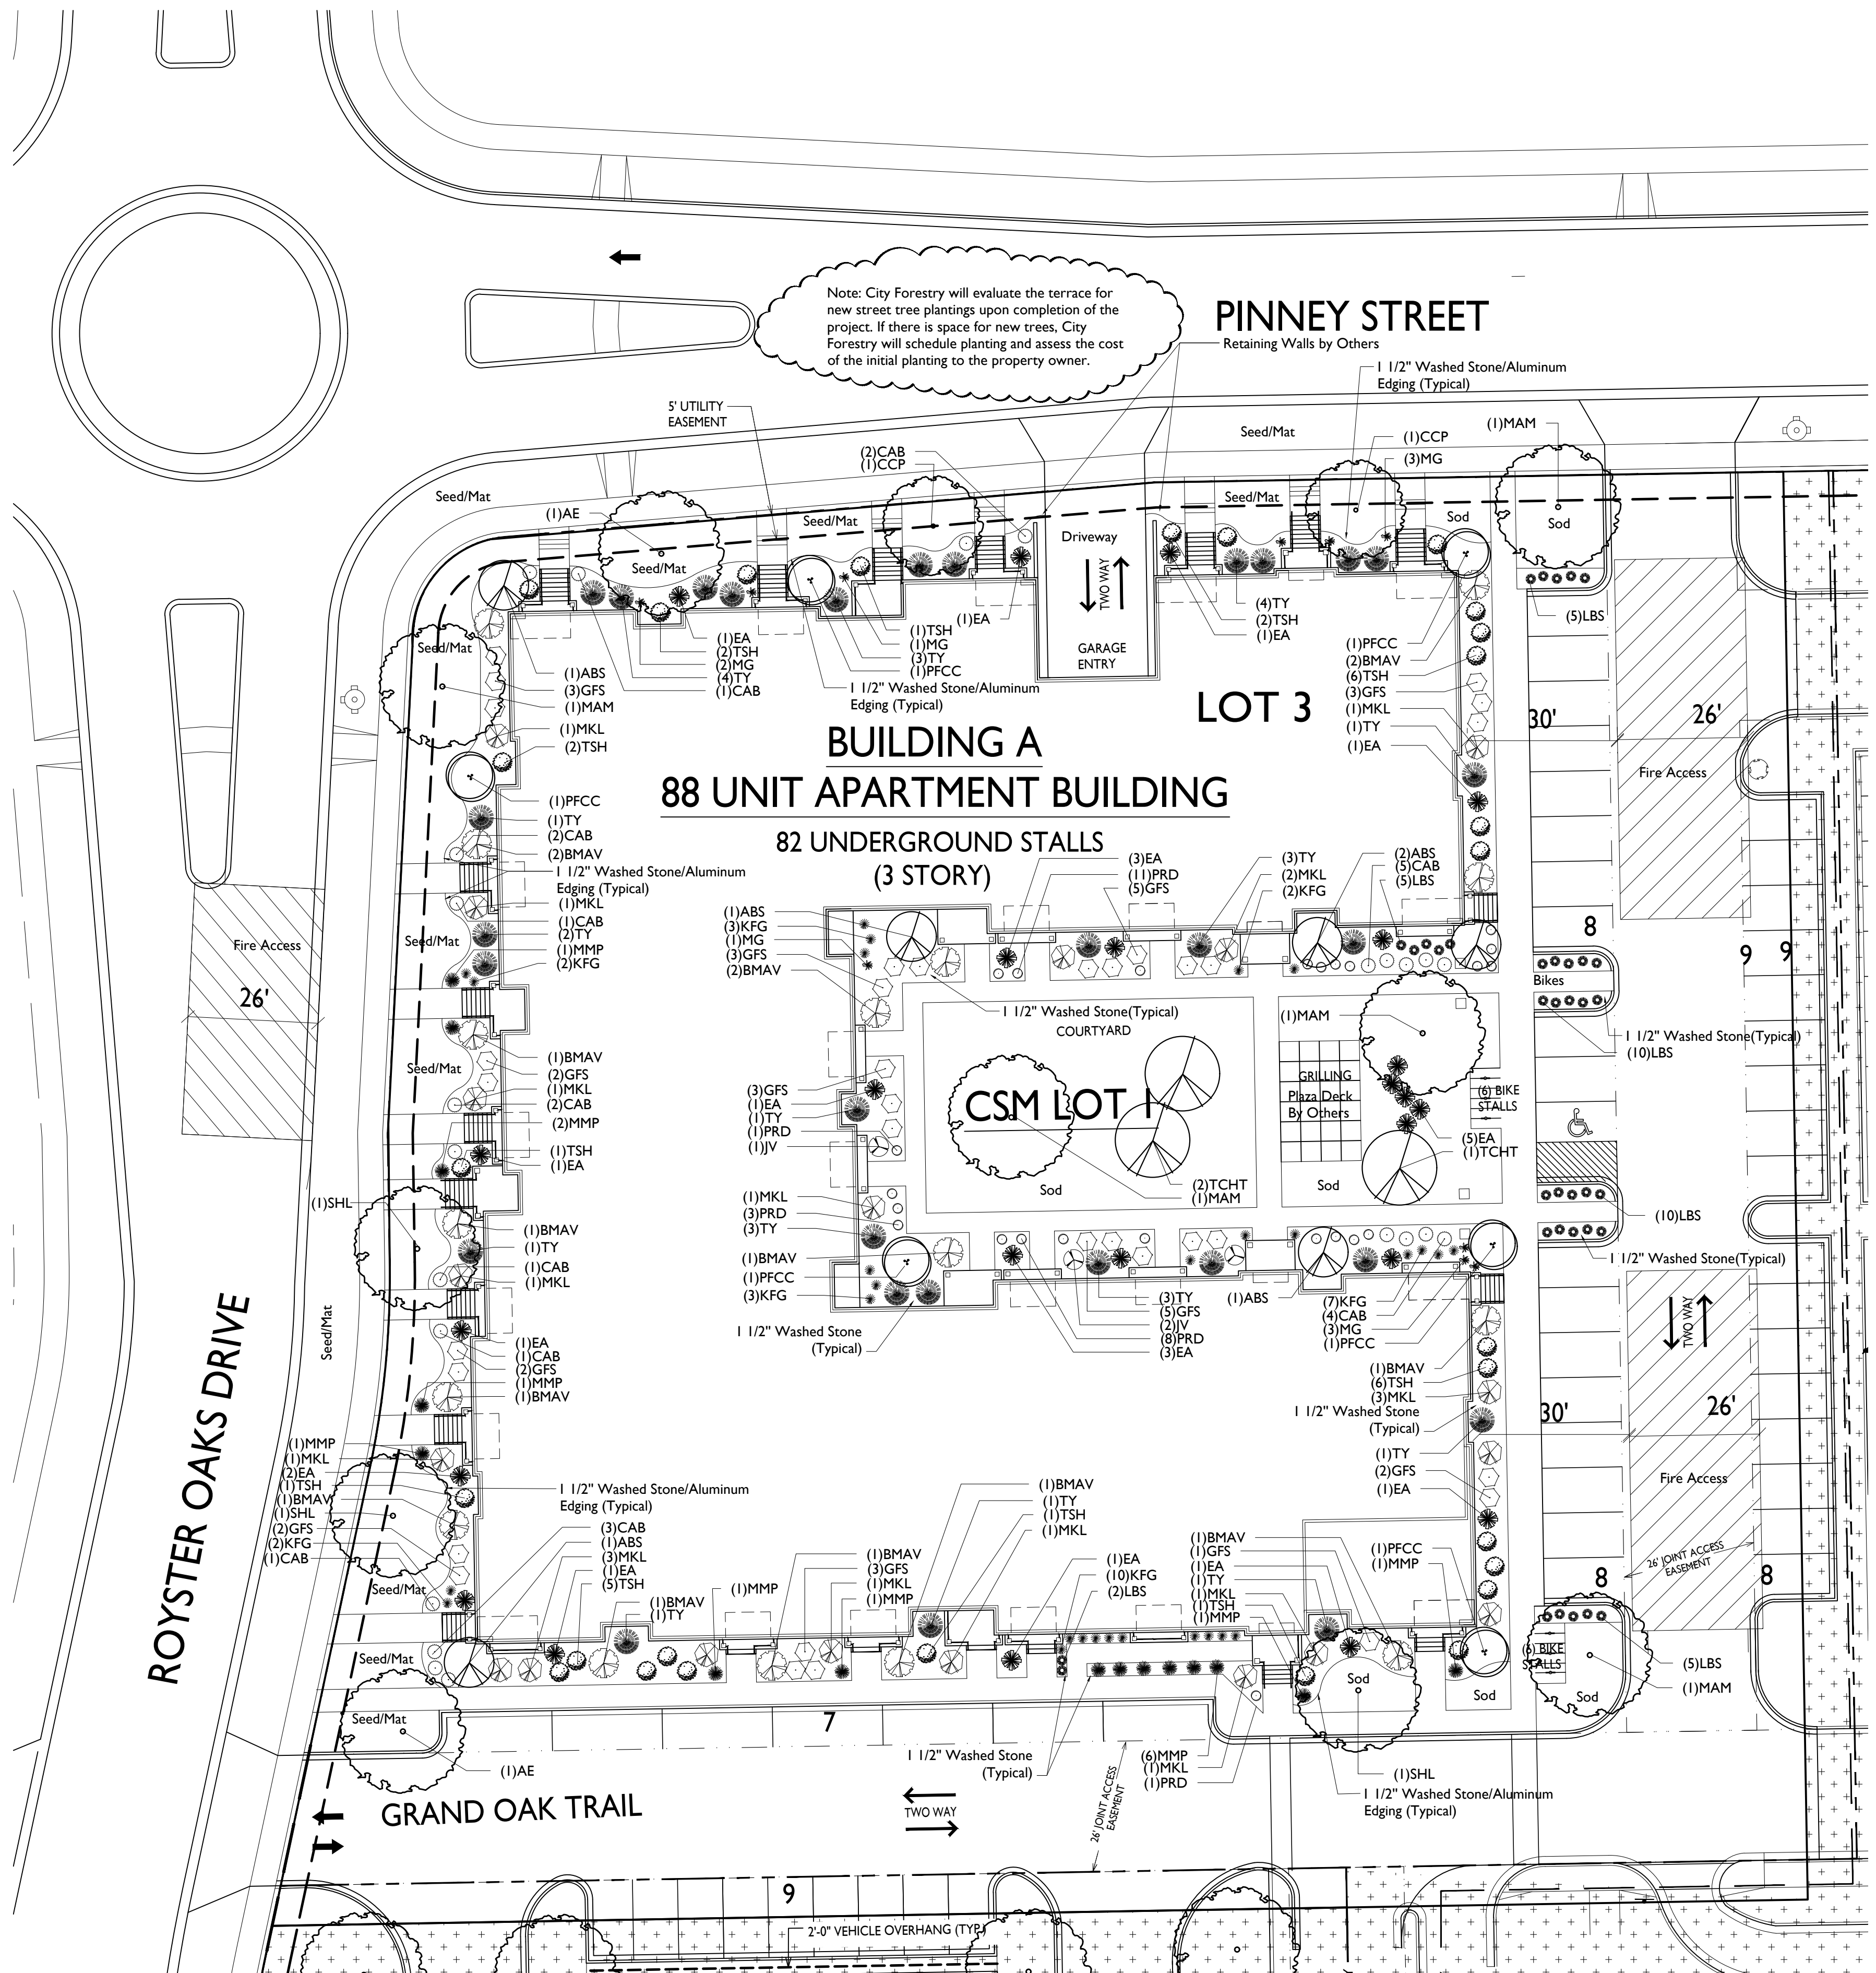 Note: City Forestry will evaluate the terrace for
new street tree plantings upon completion of the
project. If there is space for new trees, City
Forestry will schedule planting and assess the cost
of the initial planting to the property owner.
PINNEY STREET
Retaining Walls by Others
1 1/2" Washed Stone/Aluminum
Edging (Typical)
5' UTILITY
EASEMENT
(1)MAM
Seed/Mat
(1)CCP
(3)MG
(2)CAB
(1)CCP
Seed/Mat
(1)AE
Seed/Mat
Seed/Mat
Sod
Sod
Driveway
TWO WAY
GARAGE
ENTRY
Seed/Mat
Seed/Mat
(1)EA
(4)TY
(2)TSH
(1)EA
(5)LBS
(1)TSH
(1)MG
(3)TY
(1)PFCC
(1)EA
(2)TSH
(2)MG
(4)TY
(1)CAB
1 1/2" Washed Stone/Aluminum
Edging (Typical)
(1)ABS
(3)GFS
(1)MAM
(1)MKL
(2)TSH
(1)PFCC
(2)BMAV
(6)TSH
(3)GFS
(1)MKL
(1)TY
(1)EA
LOT 3
30'
26'
Fire Access
BUILDING A
88 UNIT APARTMENT BUILDING
82 UNDERGROUND STALLS
(3 STORY)
(1)PFCC
(1)TY
(2)CAB
(2)BMAV
1 1/2" Washed Stone/Aluminum
Edging (Typical)
(1)MKL
(1)CAB
(2)TY
(1)MMP
(2)KFG
Seed/Mat
Fire Access
26'
(3)EA
(11)PRD
(5)GFS
(3)TY
(2)MKL
(2)KFG
(2)ABS
(5)CAB
(5)LBS
(1)ABS
(3)KFG
(1)MG
(3)GFS
(2)BMAV
8
9
9
Bikes
1 1/2" Washed Stone(Typical)
(10)LBS
1 1/2" Washed Stone(Typical)
COURTYARD
(1)MAM
Seed/Mat
(1)BMAV
(2)GFS
(1)MKL
(2)CAB
(2)MMP
(1)TSH
(1)EA
(3)GFS
(1)EA
(1)TY
(1)PRD
(1)JV
CSM LOT 1
GRILLING
Plaza Deck
By Others
(6) BIKE
STALLS
(5)EA
(1)TCHT
(2)TCHT
(1)MAM
Sod
Sod
(1)SHL
(1)BMAV
(1)TY
(1)CAB
(1)MKL
(1)MKL
(3)PRD
(3)TY
(1)BMAV
(1)PFCC
(3)KFG
1 1/2" Washed Stone
(Typical)
(10)LBS
1 1/2" Washed Stone(Typical)
(3)TY
(5)GFS
(2)JV
(8)PRD
(3)EA
(1)ABS
(7)KFG
(4)CAB
(3)MG
(1)PFCC
TWO WAY
Seed/Mat
(1)EA
(1)CAB
(2)GFS
(1)MMP
(1)BMAV
(1)BMAV
(6)TSH
(3)MKL
1 1/2" Washed Stone
(Typical)
(1)TY
(2)GFS
(1)EA
30'
26'
Fire Access
ROYSTER OAKS DRIVE
(1)MMP
(1)MKL
(2)EA
(1)TSH
(1)BMAV
(1)SHL
(2)GFS
(2)KFG
(1)CAB
1 1/2" Washed Stone/Aluminum
Edging (Typical)
(3)CAB
(1)ABS
(3)MKL
(1)EA
(5)TSH
(1)BMAV
(1)TY
(1)MMP
(1)BMAV
(3)GFS
(1)MKL
(1)MMP
(1)BMAV
(1)TY
(1)TSH
(1)MKL
(1)EA
(10)KFG
(2)LBS
(1)BMAV
(1)GFS
(1)EA
(1)TY
(1)MKL
(1)TSH
(1)MMP
(1)PFCC
(1)MMP
26' JOINT ACCESS
EASEMENT
8
8
Seed/Mat
Seed/Mat
Seed/Mat
(6) BIKE
STALLS
(5)LBS
(1)MAM
Sod
Sod
Sod
7
1 1/2" Washed Stone
(Typical)
(6)MMP
(1)MKL
(1)PRD
(1)SHL
1 1/2" Washed Stone/Aluminum
Edging (Typical)
(1)AE
GRAND OAK TRAIL
TWO WAY
26' JOINT ACCESS
EASEMENT
9
2'-0" VEHICLE OVERHANG (TYP)